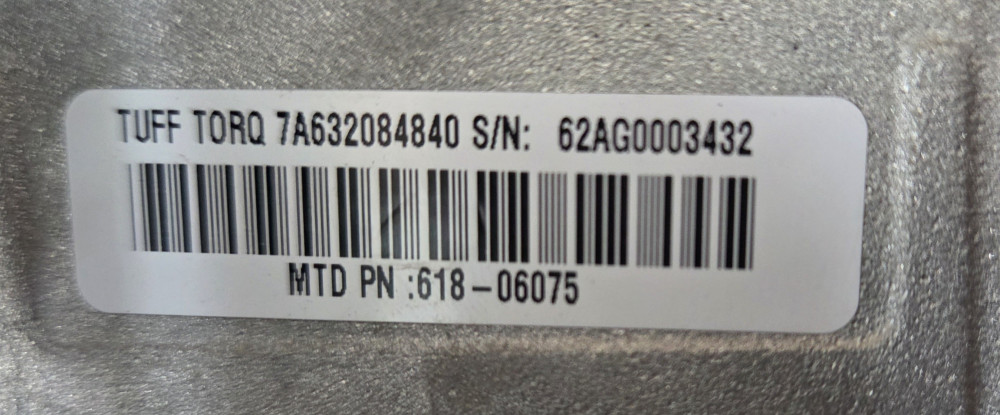 TUFF TORQ 7A632084840 S/N: 62AG0003432
MTD PN :618-06075